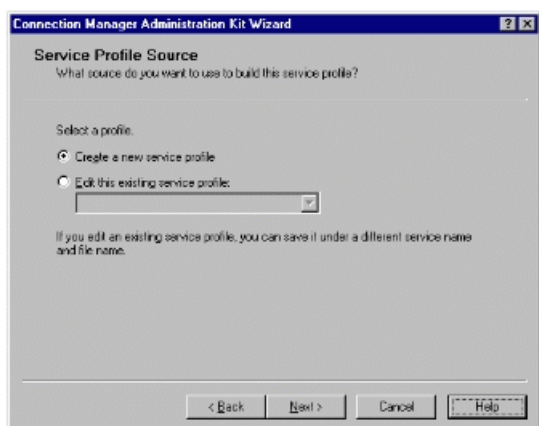 Connection Manager Administration Kit Wizard
Service Profile Source
What source do you want to use to build this service profile?
Select a profile.
Create a new service profile
Edit this existing service profile:
If you edit an existing service profile, you can save it under a different service name
and file name.
< Back Next > Cancel Help